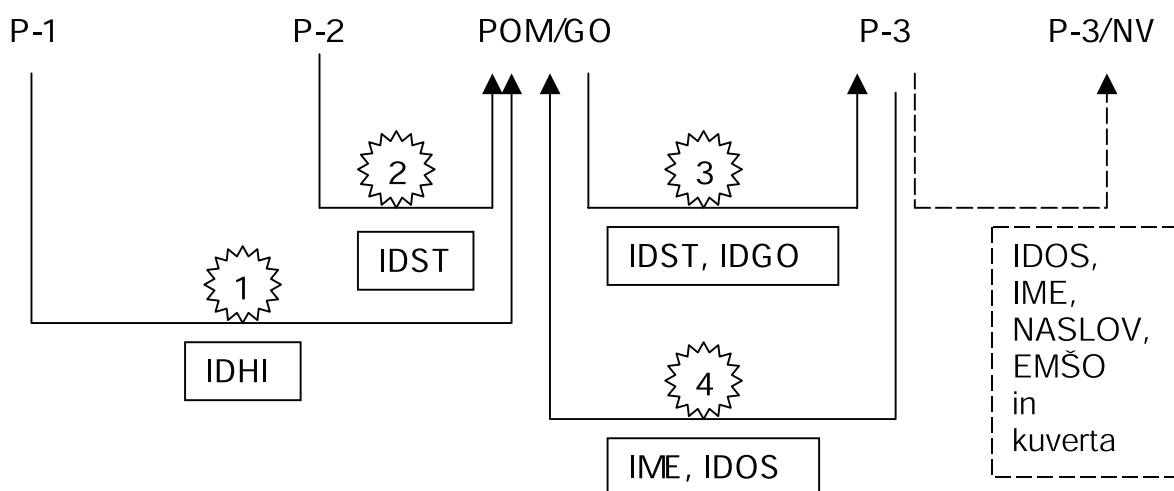 P-1 P-2 POM/GO P-3 P-3/NV
2 3
IDST
IDST, IDGO
1
IDHI
4
IME, IDOS
IDOS,
IME,
NASLOV,
EMŠO
in
kuverta